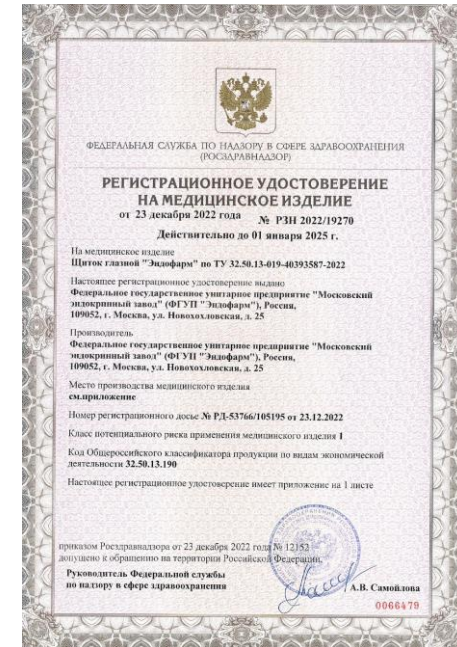 ФЕДЕРАЛЬНАЯ СЛУЖБА ПО НАДЗОРУ В СФЕРЕ ЗДРАВООХРАНЕНИЯ
(РОСЗДРАВНАДЗОР)
РЕГИСТРАЦИОННОЕ УДОСТОВЕРЕНИЕ
НА МЕДИЦИНСКОЕ ИЗДЕЛИЕ
от 23 декабря 2022 года № РЗН 2022/19270
Действительно до 01 января 2025 г.
На медицинское изделие
Щиток глазной "Эндофарм" по ТУ 32.50.13-019-40393587-2022
Настоящее регистрационное удостоверение выдано
Федеральное государственное унитарное предприятие "Московский
эндокринный завод" (ФГУП "Эндофарм"), Россия,
109052, г. Москва, ул. Новохохловская, д. 25
Производитель
Федеральное государственное унитарное предприятие "Московский
эндокринный завод" (ФГУП "Эндофарм"), Россия,
109052, г. Москва, ул. Новохохловская, д. 25
Место производства медицинского изделия
см.приложение
Номер регистрационного досье № РД-53766/105195 от 23.12.2022
Класс потенциального риска применения медицинского изделия 1
Код Общероссийского классификатора продукции по видам экономической
деятельности 32.50.13.190
Настоящее регистрационное удостоверение имеет приложение на 1 листе
приказом Росздравнадзора от 23 декабря 2022 года № 12152
допущено к обращению на территории Российской Федерации.
Руководитель Федеральной службы
по надзору в сфере здравоохранения
А.В. Самойлова
0066479